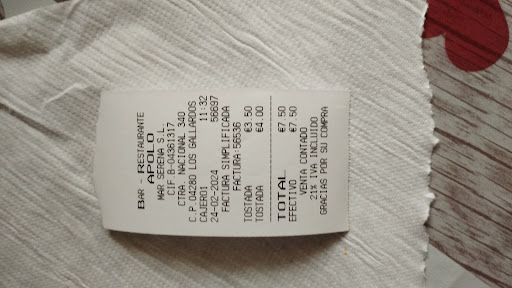 BAR - RESTAURANTE
APOLO
MAR SERENA S.L.
CIF B-04361317
CTRA. NACIONAL 340
C.P 04280 LOS GALLARDOS
CAJERO1 11:32
24-02-2024 56697
FACTURA SIMPLIFICADA
FACTURA:56536
TOSTADA €3.50
TOSTADA €4.00
TOTAL €7.50
EFECTIVO €7.50
VENTA CONTADO
21% IVA INCLUIDO
GRACIAS POR SU COMPRA